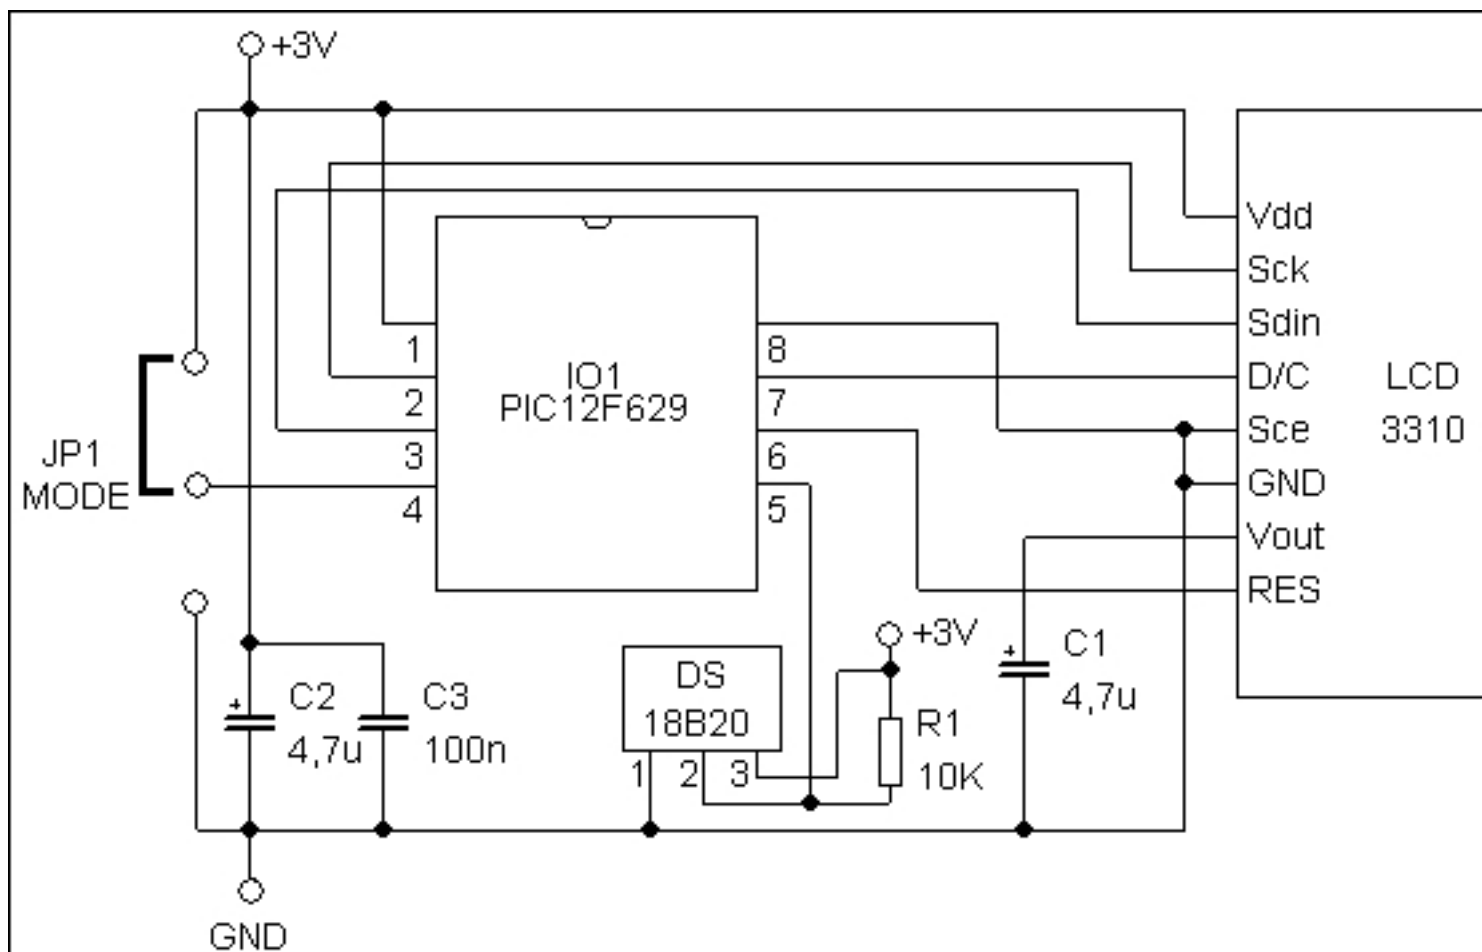 +3V
Vdd
Sck
Sdin
D/C
Sce
GND
Vout
RES
LCD
3310
1
2
3
4
IO1
PIC12F629
8
7
6
5
JP1
MODE
+3V
DS
18B20
1
2
3
R1
10K
C1
4,7u
C2
4,7u
C3
100n
+
+
GND